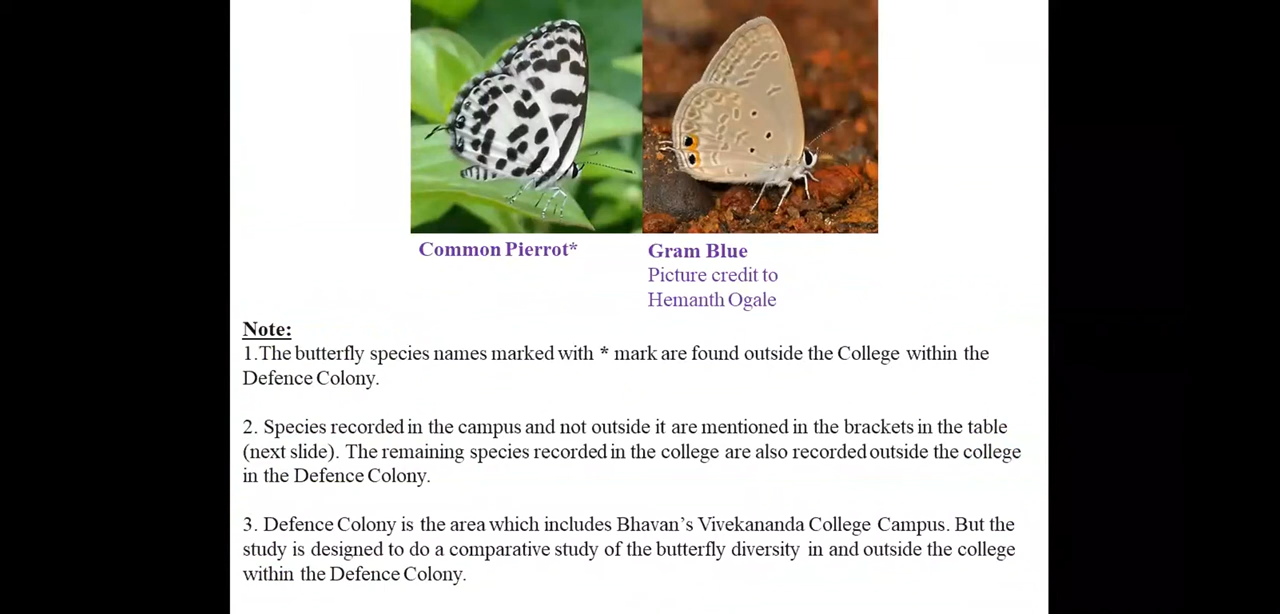 Common Pierrot*
Gram Blue
Picture credit to
Hemanth Ogale
Note:
1.The butterfly species names marked with * mark are found outside the College within the
Defence Colony.
2. Species recorded in the campus and not outside it are mentioned in the brackets in the table
(next slide). The remaining species recorded in the college are also recorded outside the college
in the Defence Colony.
3. Defence Colony is the area which includes Bhavan’s Vivekananda College Campus. But the
study is designed to do a comparative study of the butterfly diversity in and outside the college
within the Defence Colony.